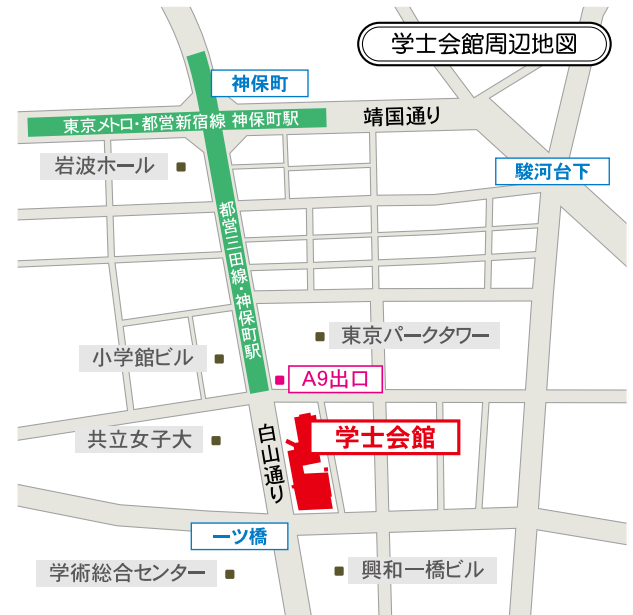 学士会館周辺地図
神保町
東京メトロ・都営新宿線 神保町駅
靖国通り
岩波ホール
駿河台下
都営三田線・神保町駅
東京パークタワー
小学館ビル
A9出口
学士会館
白山通り
共立女子大
一ツ橋
学術総合センター
興和一橋ビル